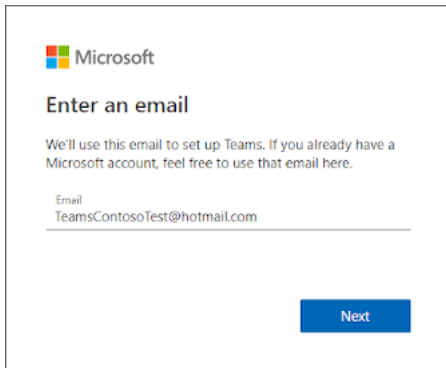 Microsoft
Enter an email
We'll use this email to set up Teams. If you already have a
Microsoft account, feel free to use that email here.
Email
TeamsContosoTest@hotmail.com
Next